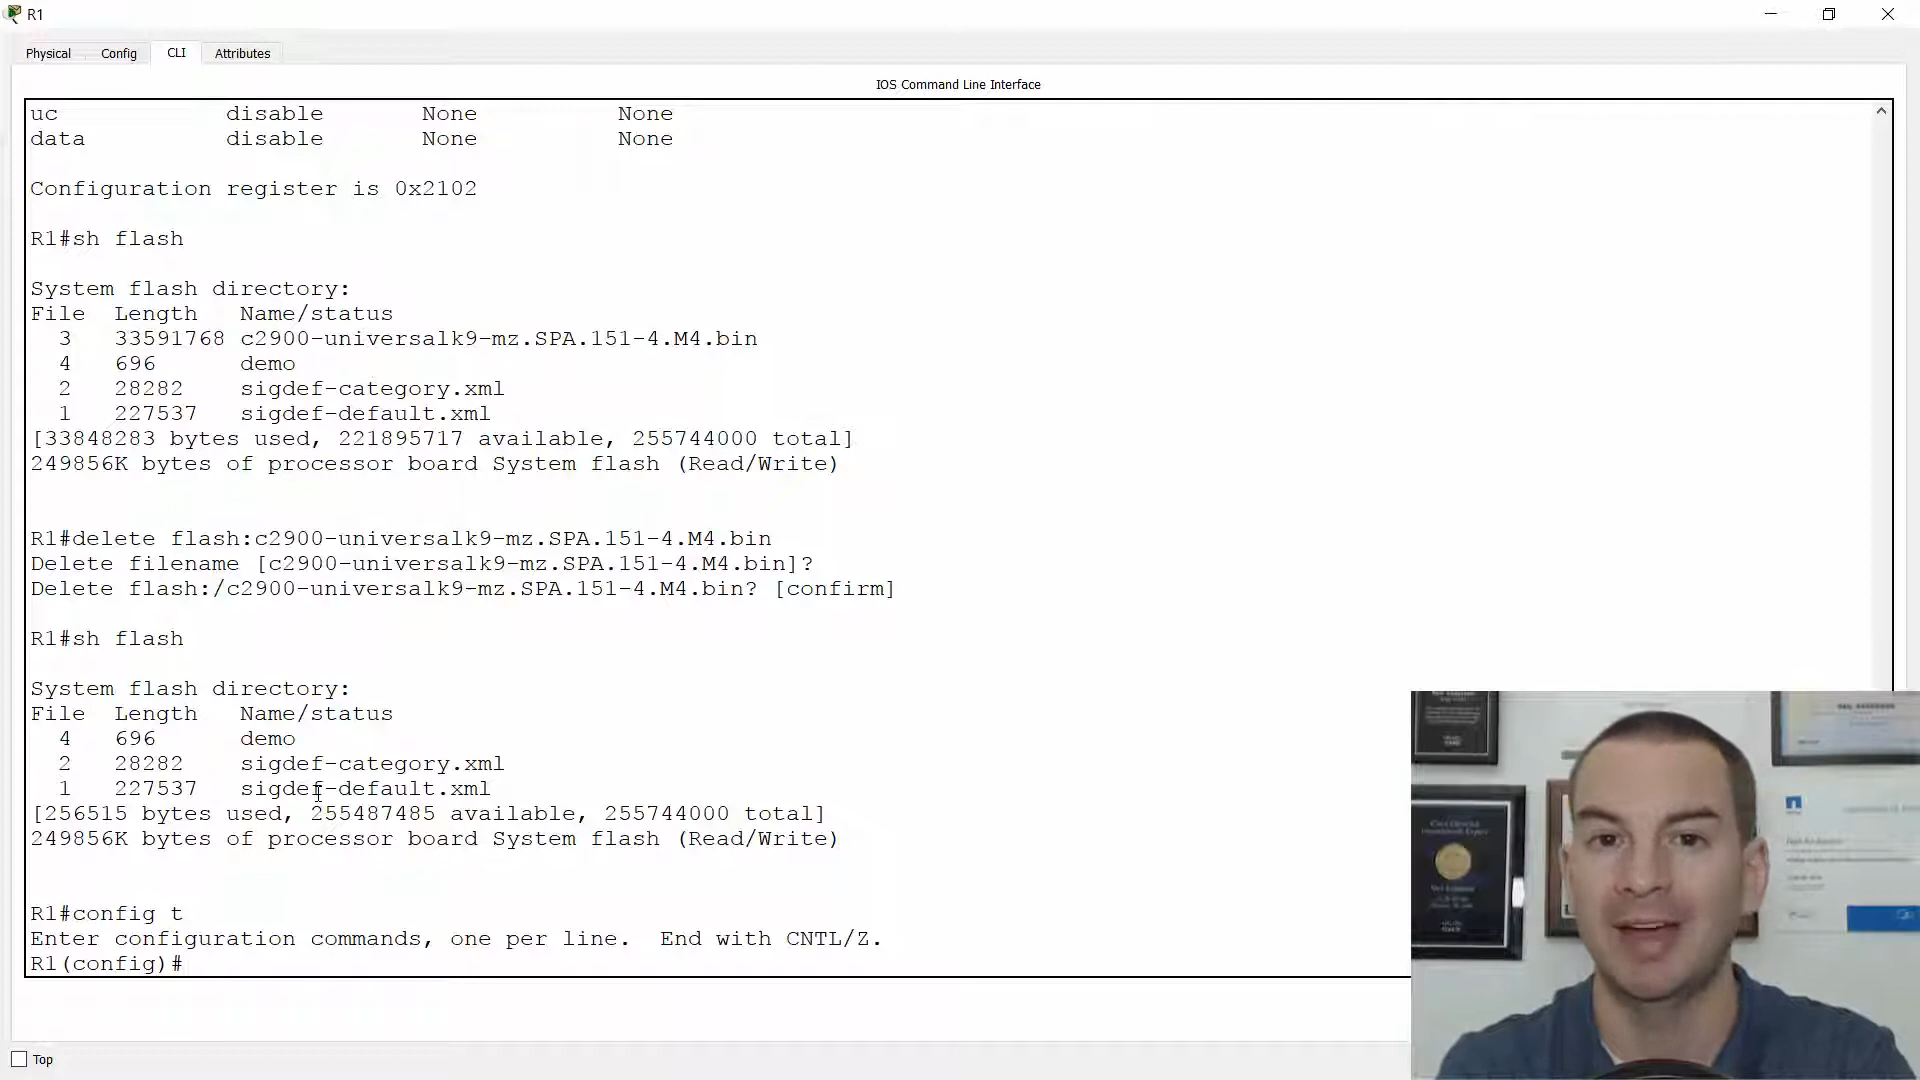 R1
Physical Config CLI Attributes
IOS Command Line Interface
uc disable None None
data disable None None
Configuration register is 0x2102
R1#sh flash
System flash directory:
File Length Name/status
3 33591768 c2900-universalk9-mz.SPA.151-4.M4.bin
4 696 demo
2 28282 sigdef-category.xml
1 227537 sigdef-default.xml
[33848283 bytes used, 221895717 available, 255744000 total]
249856K bytes of processor board System flash (Read/Write)
R1#delete flash:c2900-universalk9-mz.SPA.151-4.M4.bin
Delete filename [c2900-universalk9-mz.SPA.151-4.M4.bin]?
Delete flash:/c2900-universalk9-mz.SPA.151-4.M4.bin? [confirm]
R1#sh flash
System flash directory:
File Length Name/status
4 696 demo
2 28282 sigdef-category.xml
1 227537 sigdef-default.xml
[256515 bytes used, 255487485 available, 255744000 total]
249856K bytes of processor board System flash (Read/Write)
R1#config t
Enter configuration commands, one per line. End with CNTL/Z.
R1(config)#
Top